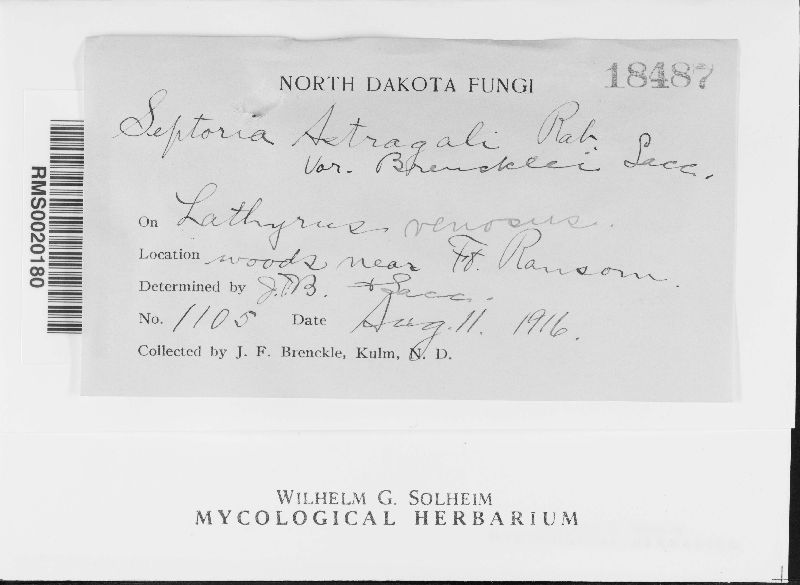 NORTH DAKOTA FUNGI
18487
Septoria Astragali Rab.
Var. Brencklei Sacc.
On Lathyrus venosus.
Location woods near Ft. Ransom.
Determined by J.F.B. + Sacc.
No. 1105 Date Aug. 11. 1916.
Collected by J. F. Brenckle, Kulm, N. D.
RMS0020180
WILHELM G. SOLHEIM
MYCOLOGICAL HERBARIUM